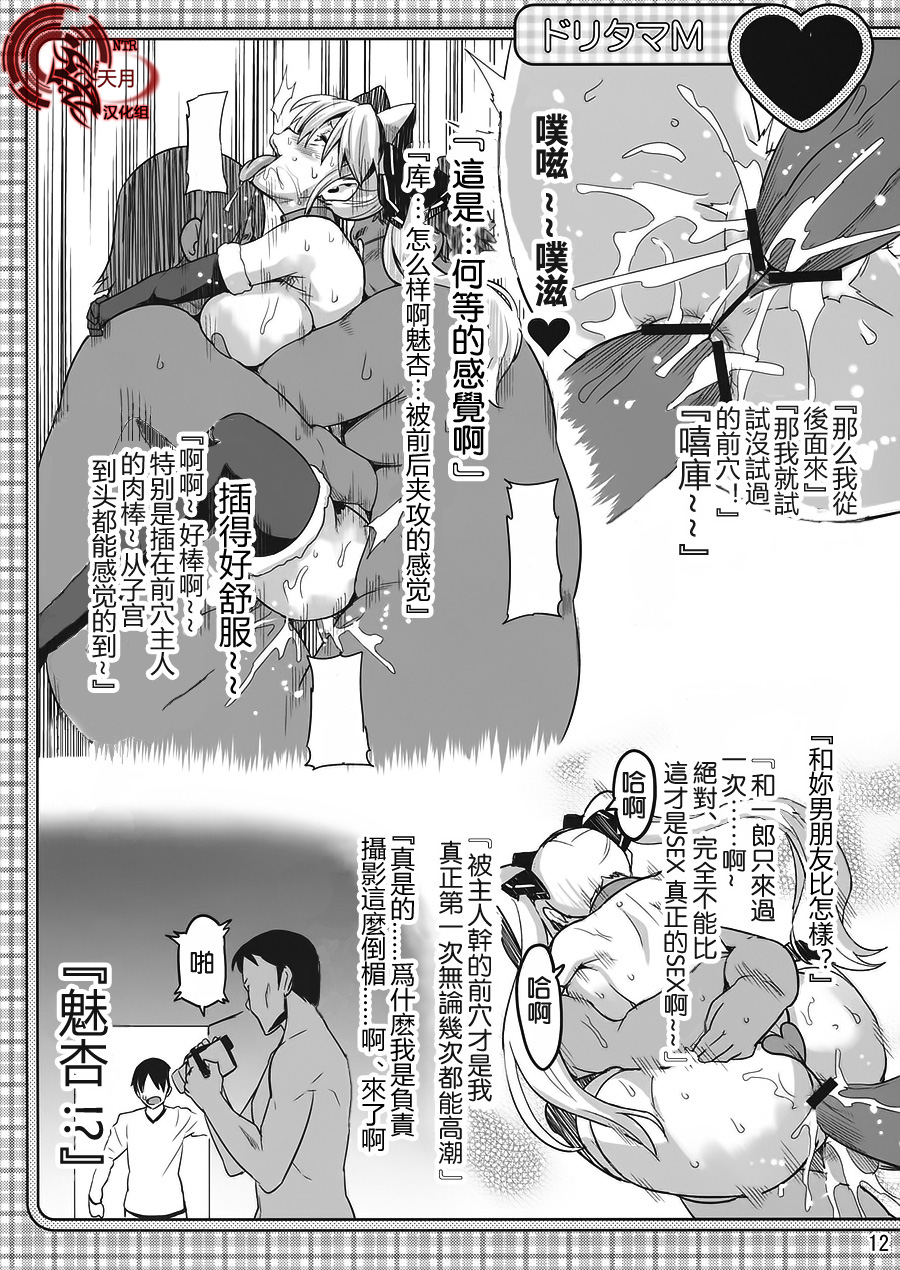 ドリタマM
NTR
天月
汉化组
噗嗞~~噗滋♥
『那么我從
後面來』
『那我就試
試沒試過
的前穴！』
『嘻庫~~』
『這是…何等的感覺啊』
『库…怎么样啊魅杏…被前后夹攻的感觉』
插得好舒服~~
『啊啊~好棒啊~
特别是插在前穴主人
的肉棒~从子宫
到头都能感觉的到~』
『和妳男朋友比怎樣？』
『和一郎只來過
一次……啊~
絕對、完全不能比
這才是SEX 真正的SEX啊~』
哈啊
哈啊
『被主人幹的前穴才是我
真正第一次無論幾次都能高潮』
『真是的……爲什麽我是負責
攝影這麼倒楣……啊、來了啊
啪
『魅杏!?』
12